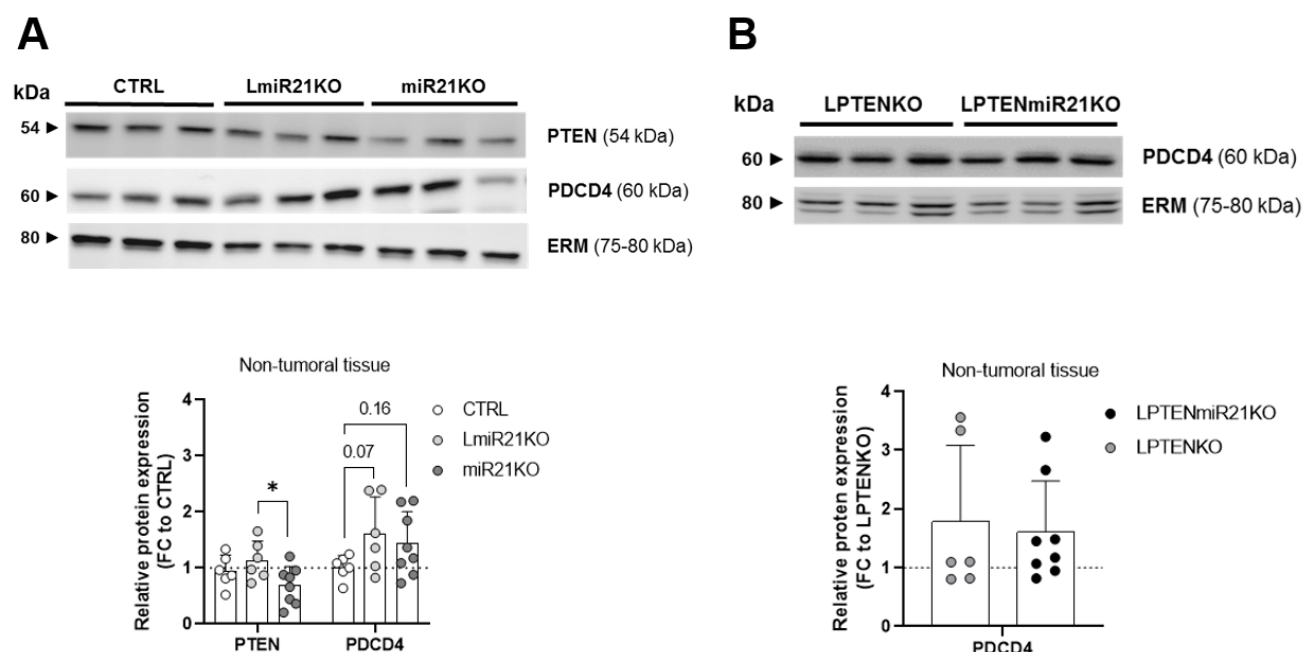 A
kDa
CTRL LmiR21KO miR21KO
54 ► PTEN (54 kDa)
60 ► PDCD4 (60 kDa)
80 ► ERM (75-80 kDa)
Non-tumoral tissue
Relative protein expression
(FC to CTRL)
4
3
2
1
0
0.16
0.07
*
CTRL
LmiR21KO
miR21KO
PTEN PDCD4
B
kDa
LPTENKO LPTENmiR21KO
60 ► PDCD4 (60 kDa)
80 ► ERM (75-80 kDa)
Non-tumoral tissue
Relative proten expression
(FC to LPTENKO)
4
3
2
1
0
LPTENmiR21KO
LPTENKO
PDCD4